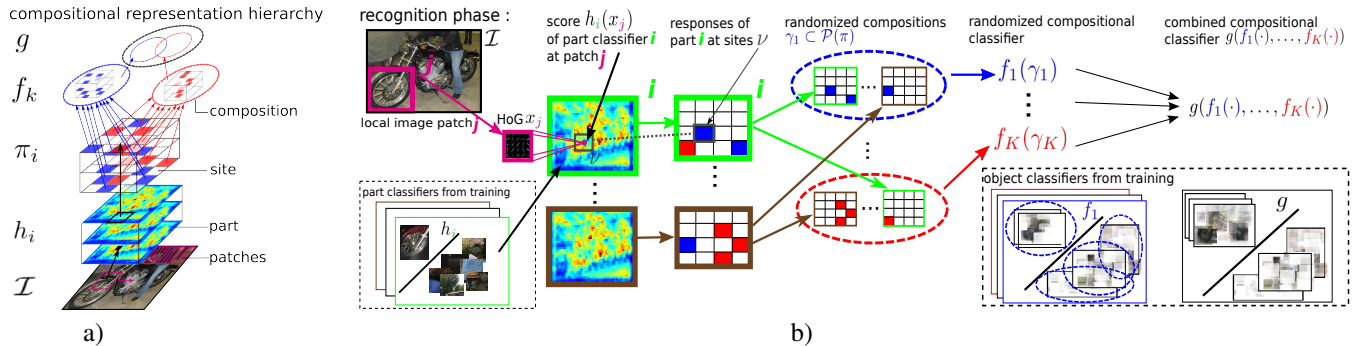 compositional representation hierarchy
g
f_k
composition
π_i
site
h_i
part
patches
ℐ
a)
recognition phase :
ℐ
j
local image patch j
HoG x_j
score h_i(x_j)
of part classifier i
at patch j
i
ν
responses of
part i at sites ν
i
randomized compositions
γ_1 ⊂ 𝒫(π)
randomized compositional
classifier
f_1(γ_1)
f_K(γ_K)
combined compositional
classifier g(f_1(·), . . . , f_K(·))
g(f_1(·), . . . , f_K(·))
part classifiers from training
h_i
object classifiers from training
f_1
g
b)